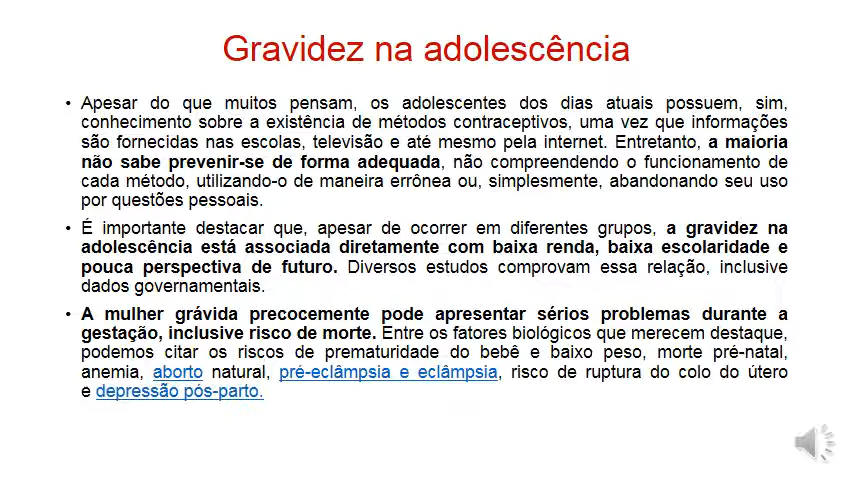 Gravidez na adolescência
• Apesar do que muitos pensam, os adolescentes dos dias atuais possuem, sim,
conhecimento sobre a existência de métodos contraceptivos, uma vez que informações
são fornecidas nas escolas, televisão e até mesmo pela internet. Entretanto, a maioria
não sabe prevenir-se de forma adequada, não compreendendo o funcionamento de
cada método, utilizando-o de maneira errônea ou, simplesmente, abandonando seu uso
por questões pessoais.
• É importante destacar que, apesar de ocorrer em diferentes grupos, a gravidez na
adolescência está associada diretamente com baixa renda, baixa escolaridade e
pouca perspectiva de futuro. Diversos estudos comprovam essa relação, inclusive
dados governamentais.
• A mulher grávida precocemente pode apresentar sérios problemas durante a
gestação, inclusive risco de morte. Entre os fatores biológicos que merecem destaque,
podemos citar os riscos de prematuridade do bebê e baixo peso, morte pré-natal,
anemia, aborto natural, pré-eclâmpsia e eclâmpsia, risco de ruptura do colo do útero
e depressão pós-parto.